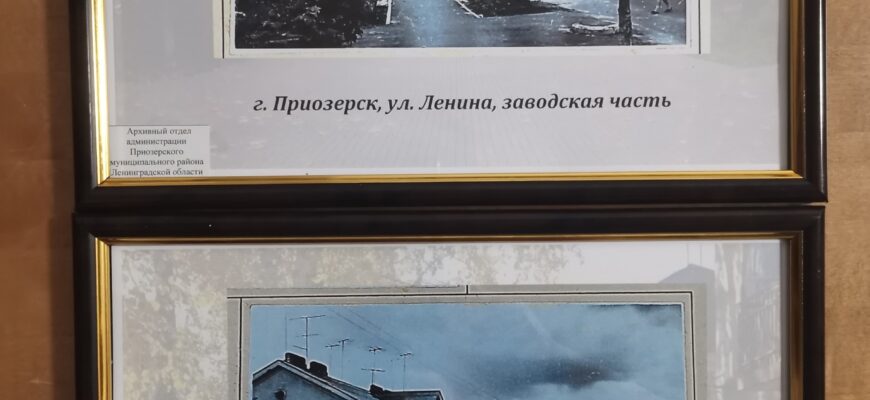 г. Приозерск, ул. Ленина, заводская часть
Архивный отдел
администрации
Приозерского
муниципального района
Ленинградской области